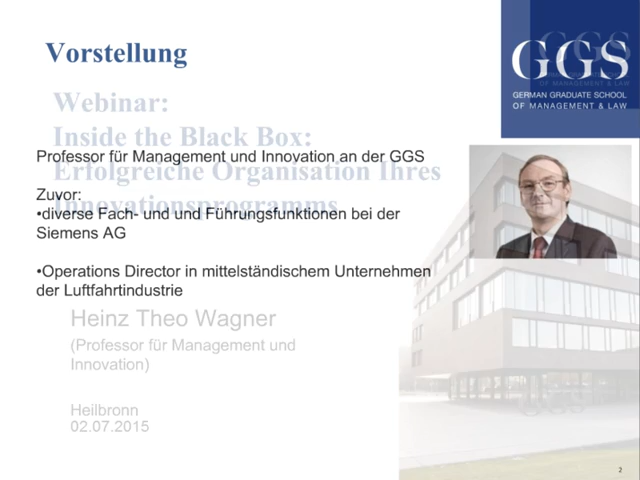 Vorstellung
GGS
GERMAN GRADUATE SCHOOL
OF MANAGEMENT & LAW
Webinar:
Inside the Black Box:
Erfolgreiche Organisation Ihres
Innovationsprogramms
Professor für Management und Innovation an der GGS
Zuvor:
•diverse Fach- und und Führungsfunktionen bei der
Siemens AG
•Operations Director in mittelständischem Unternehmen
der Luftfahrtindustrie
Heinz Theo Wagner
(Professor für Management und
Innovation)
Heilbronn
02.07.2015
GGS
2